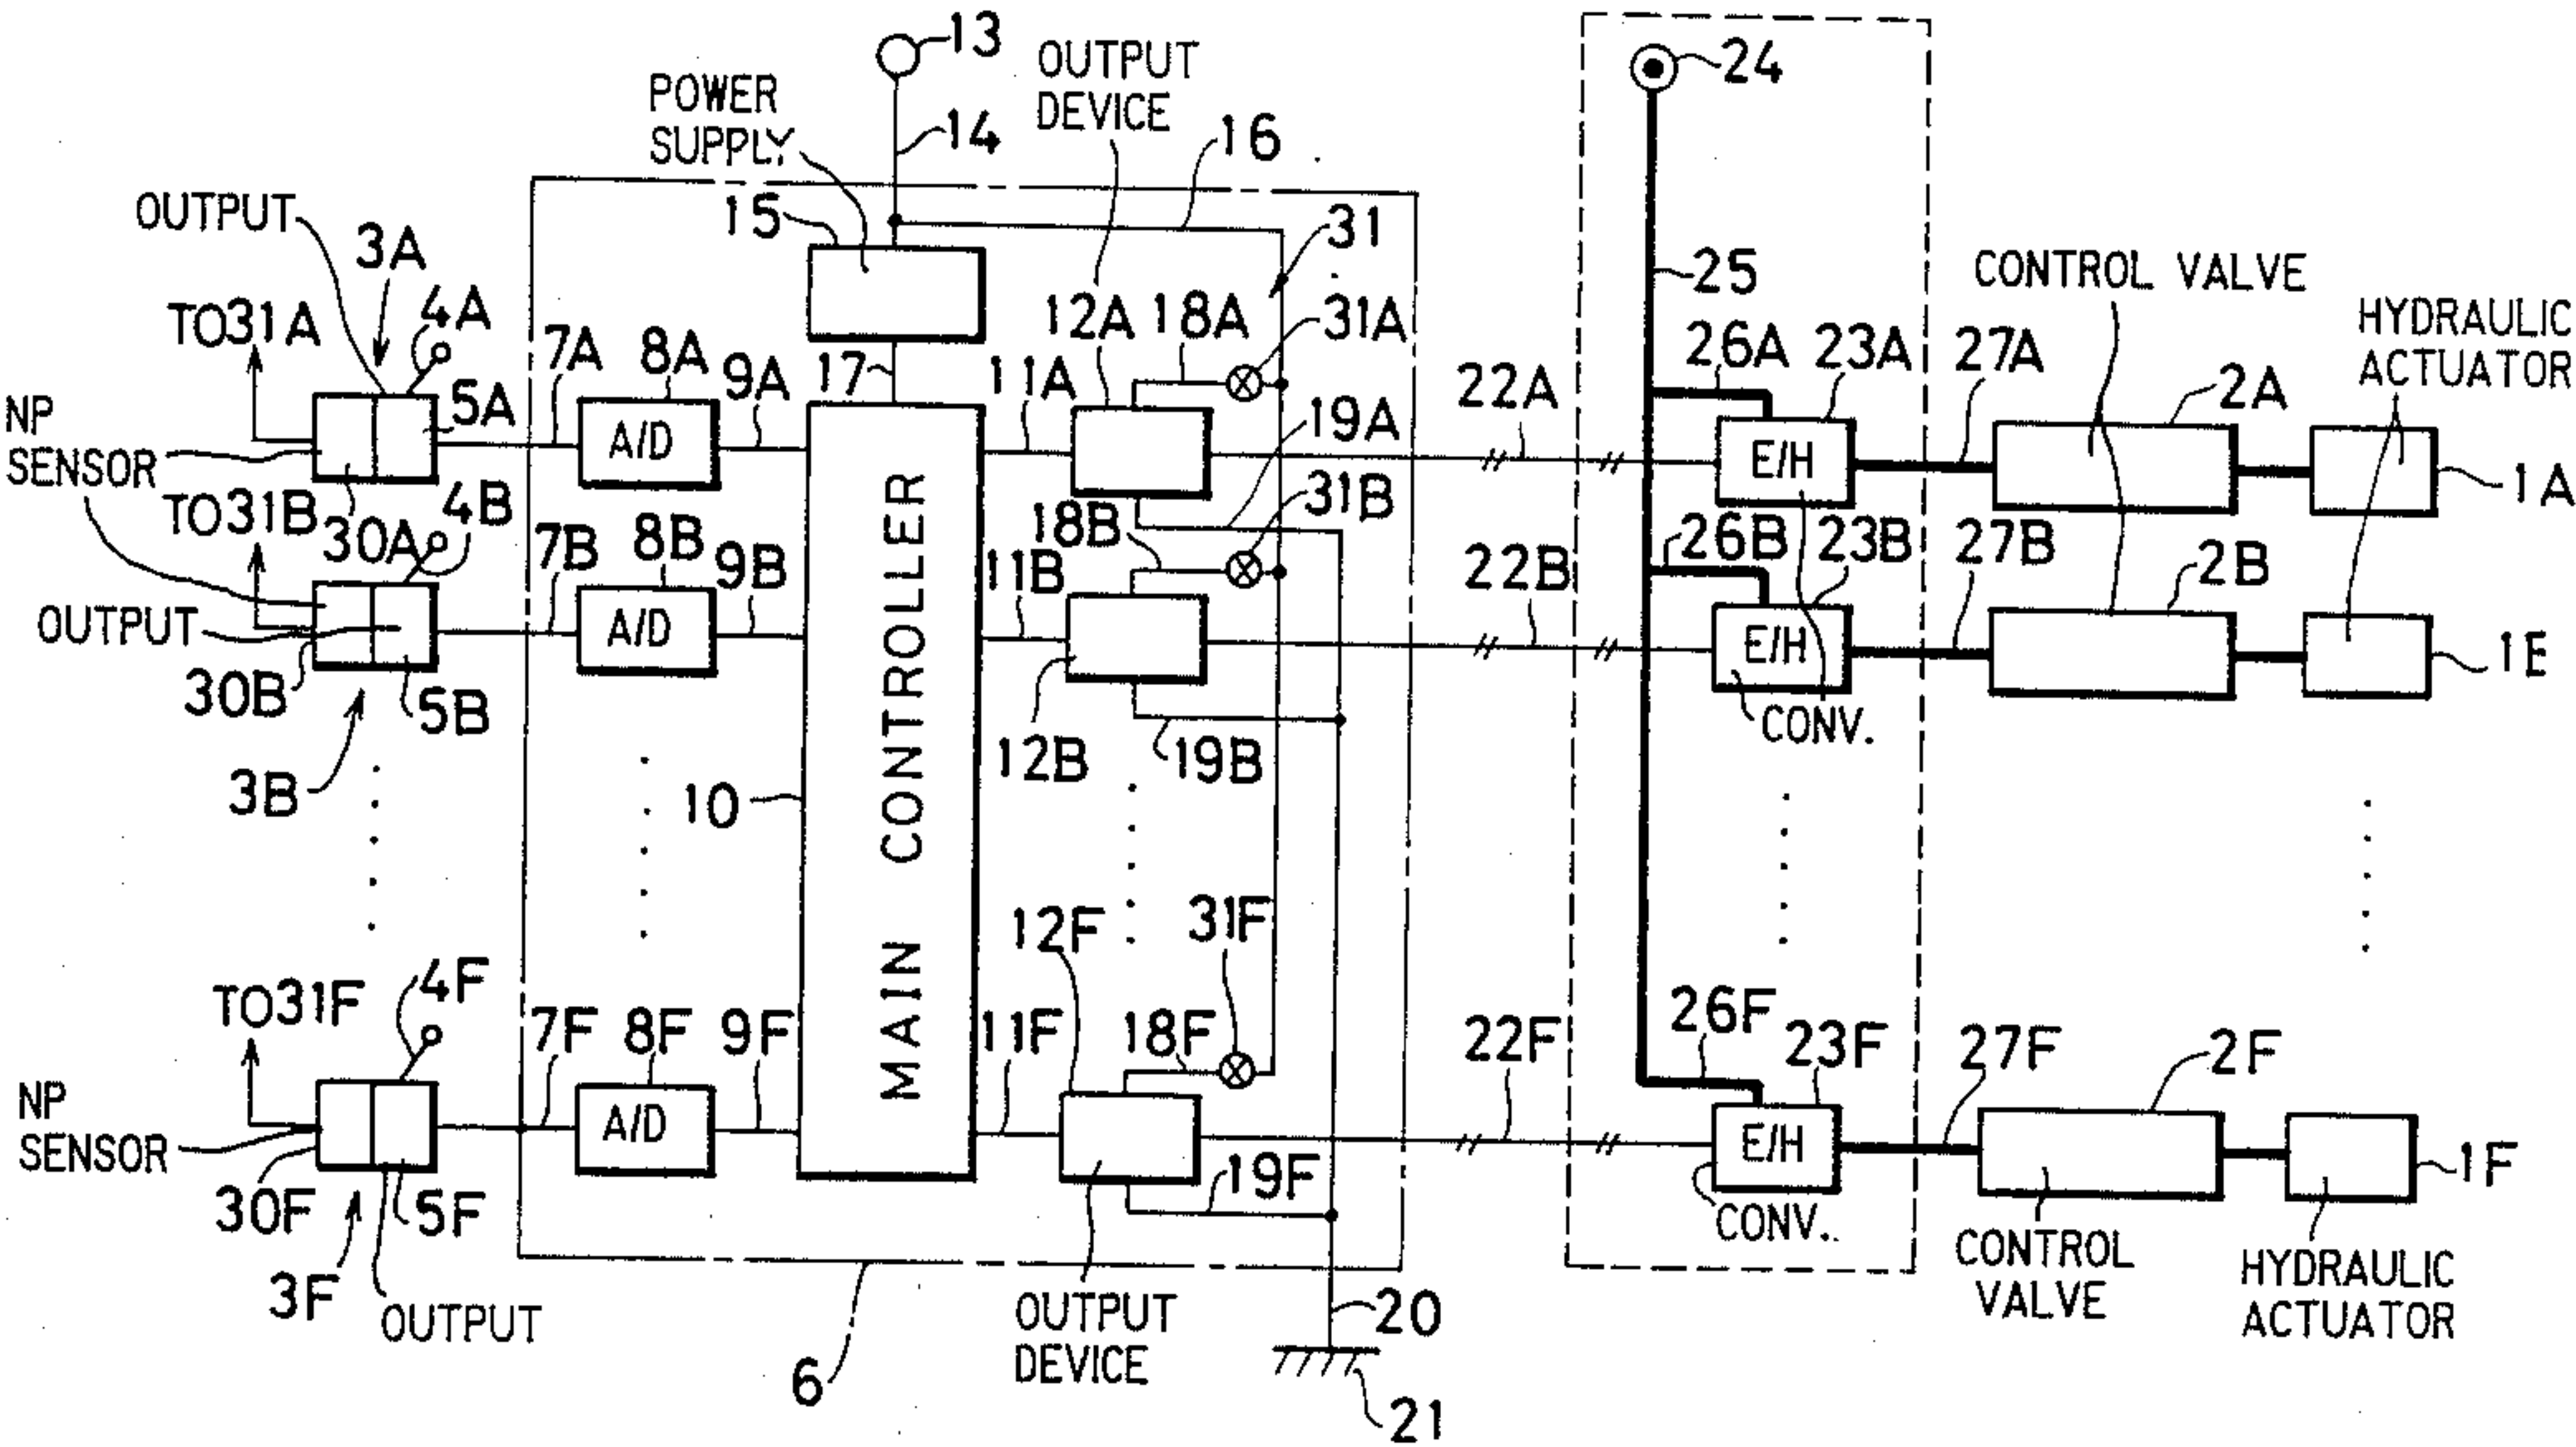 13
OUTPUT
DEVICE
24
POWER
SUPPLY
14
16
OUTPUT
15
31
3A
25
CONTROL VALVE
TO31A
4A
7A
8A
9A
17
11A
12A
18A
31A
22A
26A
23A
27A
2A
HYDRAULIC
ACTUATOR
NP
SENSOR
5A
A/D
19A
E/H
1A
TO31B
30A
4B
7B
8B
9B
11B
18B
31B
22B
26B
23B
27B
2B
OUTPUT
A/D
E/H
1E
30B
5B
12B
19B
CONV.
3B
10
MAIN CONTROLLER
12F
31F
TO31F
4F
7F
8F
9F
11F
18F
22F
26F
23F
27F
2F
NP
SENSOR
A/D
E/H
1F
30F
5F
19F
CONV..
3F
OUTPUT
6
OUTPUT
DEVICE
20
CONTROL
VALVE
HYDRAULIC
ACTUATOR
21